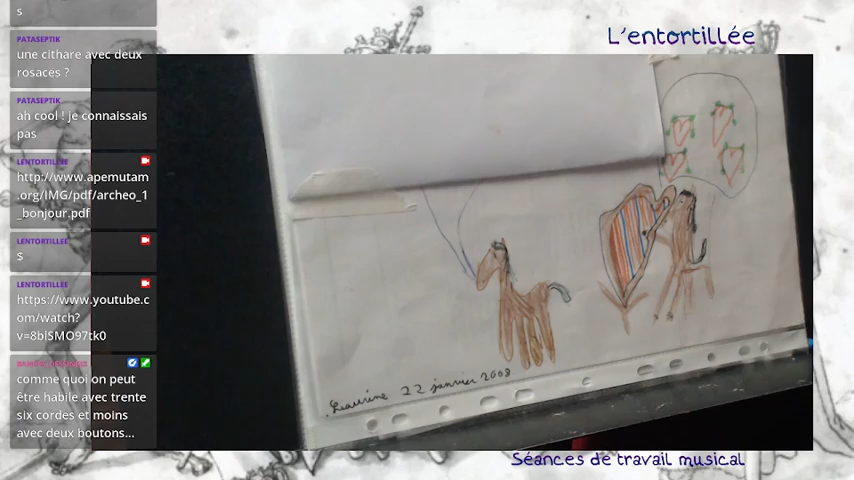 s
PATASEPTIK
une cithare avec deux
rosaces ?
PATASEPTIK
ah cool ! je connaissais
pas
LENTORTILLEE
http://www.apemutam
.org/IMG/pdf/archeo_1
_bonjour.pdf
LENTORTILLEE
$
LENTORTILLEE
https://www.youtube.c
om/watch?
v=8blSMO97tk0
comme quoi on peut
être habile avec trente
six cordes et moins
avec deux boutons...
L'entortillée
Laurine 22 janvier 2008
Séances de travail musical